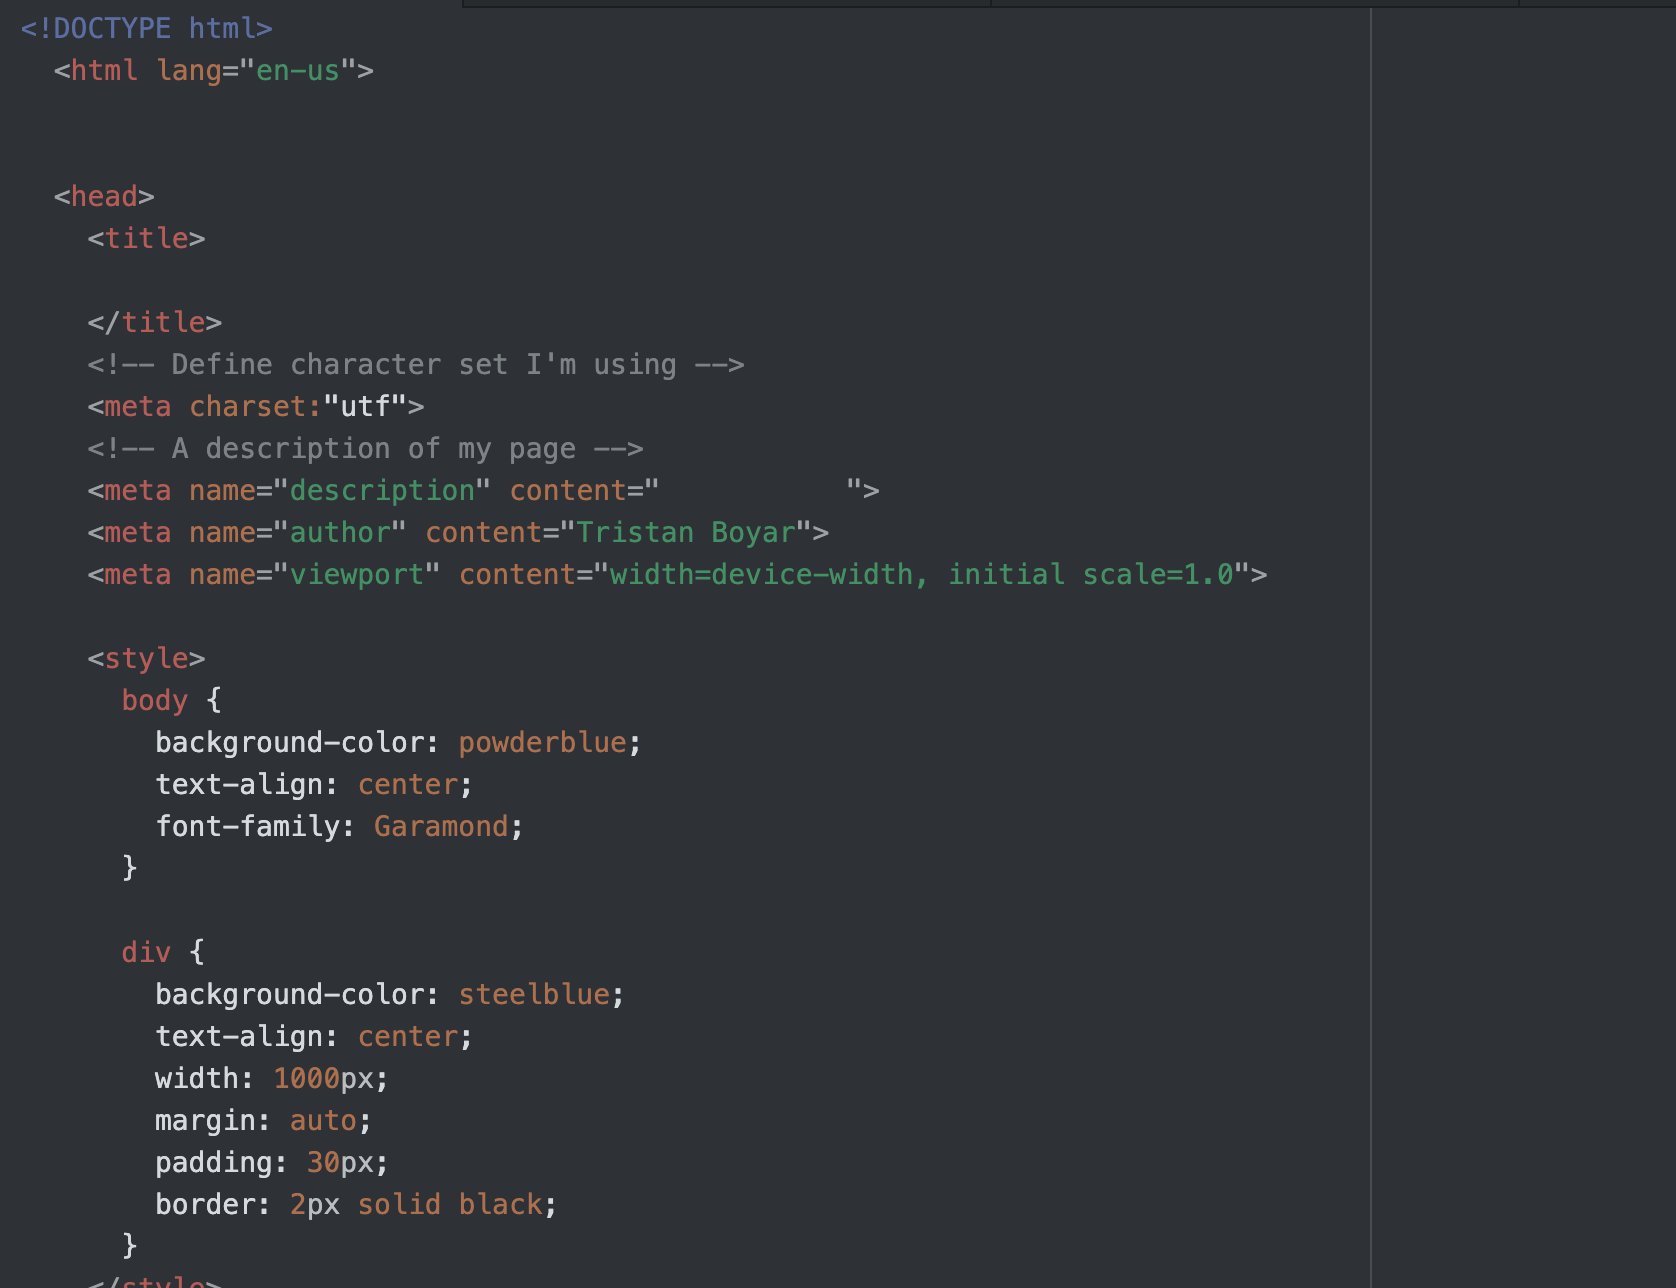 <!DOCTYPE html>
<html lang="en-us">
<head>
<title>
</title>
<!-- Define character set I'm using -->
<meta charset:"utf">
<!-- A description of my page -->
<meta name="description" content="           ">
<meta name="author" content="Tristan Boyar">
<meta name="viewport" content="width=device-width, initial scale=1.0">
<style>
body {
background-color: powderblue;
text-align: center;
font-family: Garamond;
}
div {
background-color: steelblue;
text-align: center;
width: 1000px;
margin: auto;
padding: 30px;
border: 2px solid black;
}
</style>